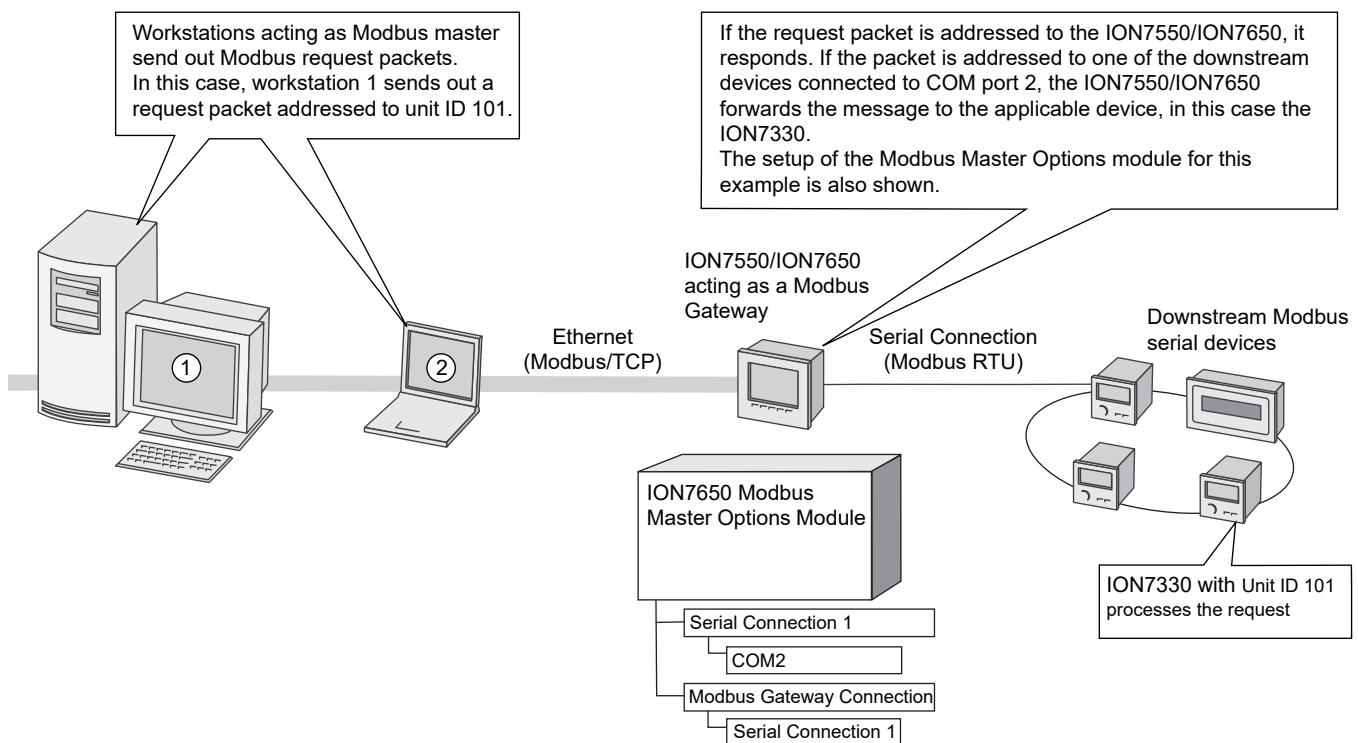 Workstations acting as Modbus master
send out Modbus request packets.
In this case, workstation 1 sends out a
request packet addressed to unit ID 101.
If the request packet is addressed to the ION7550/ION7650, it
responds. If the packet is addressed to one of the downstream
devices connected to COM port 2, the ION7550/ION7650
forwards the message to the applicable device, in this case the
ION7330.
The setup of the Modbus Master Options module for this
example is also shown.
ION7550/ION7650
acting as a Modbus
Gateway
Ethernet
(Modbus/TCP)
Serial Connection
(Modbus RTU)
Downstream Modbus
serial devices
1
2
ION7650 Modbus
Master Options Module
ION7330 with Unit ID 101
processes the request
Serial Connection 1
COM2
Modbus Gateway Connection
Serial Connection 1